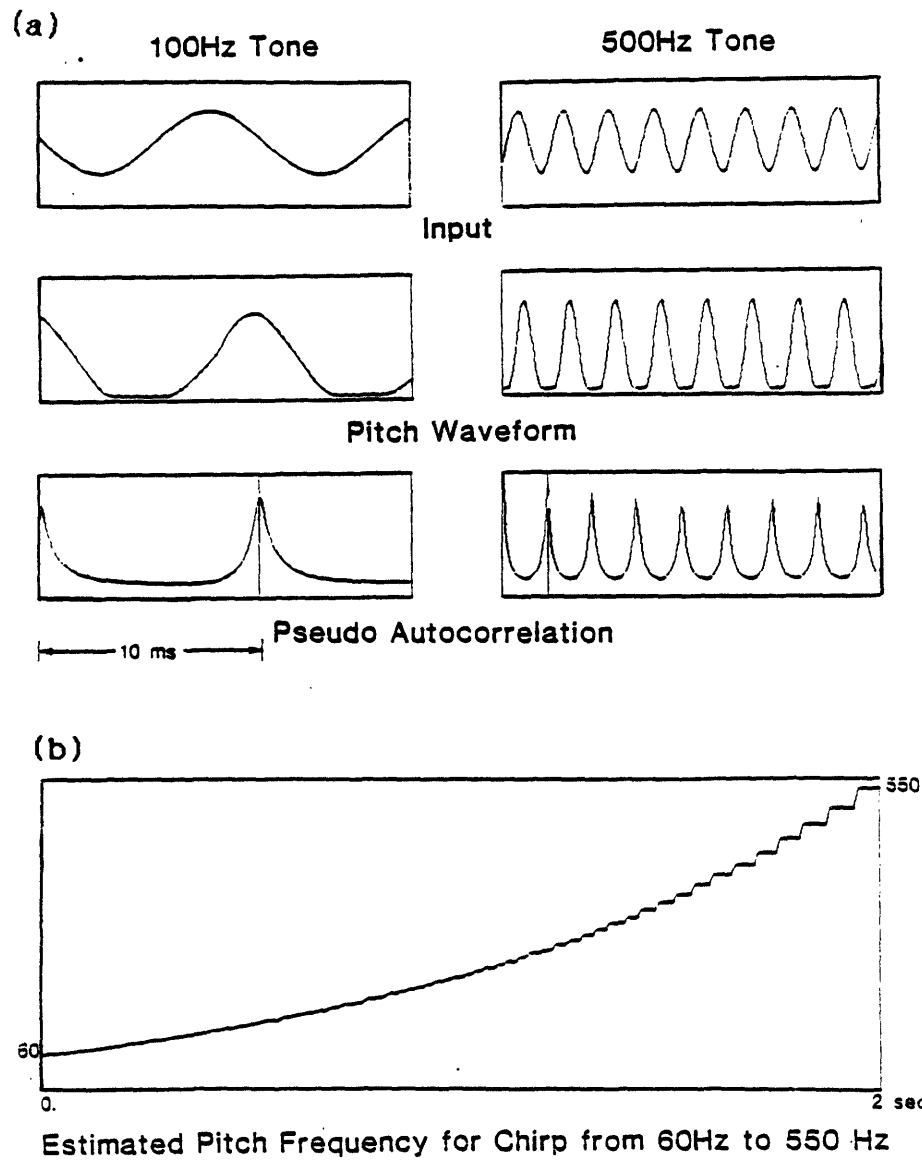 (a)
100Hz Tone
500Hz Tone
Input
Pitch Waveform
Pseudo Autocorrelation
10 ms
(b)
550
60
0.
2 sec
Estimated Pitch Frequency for Chirp from 60Hz to 550 Hz